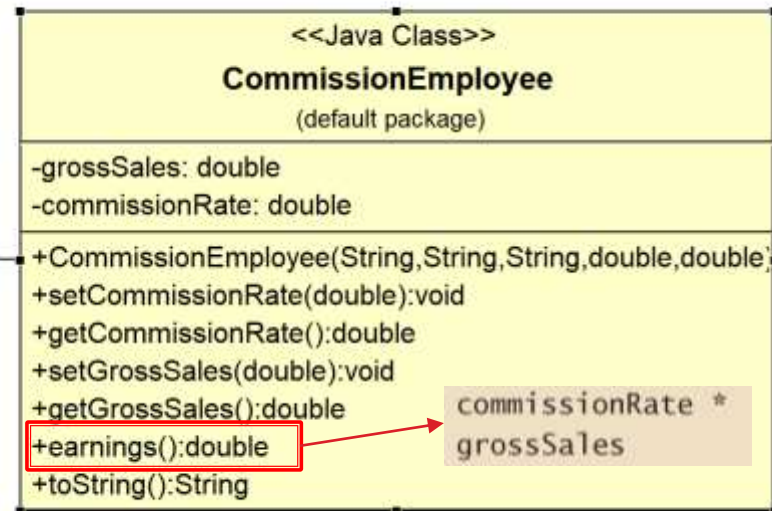 <<Java Class>>
CommissionEmployee
(default package)
-grossSales: double
-commissionRate: double
+CommissionEmployee(String,String,String,double,double)
+setCommissionRate(double):void
+getCommissionRate():double
+setGrossSales(double):void
+getGrossSales():double
+earnings():double
+toString():String
commissionRate *
grossSales